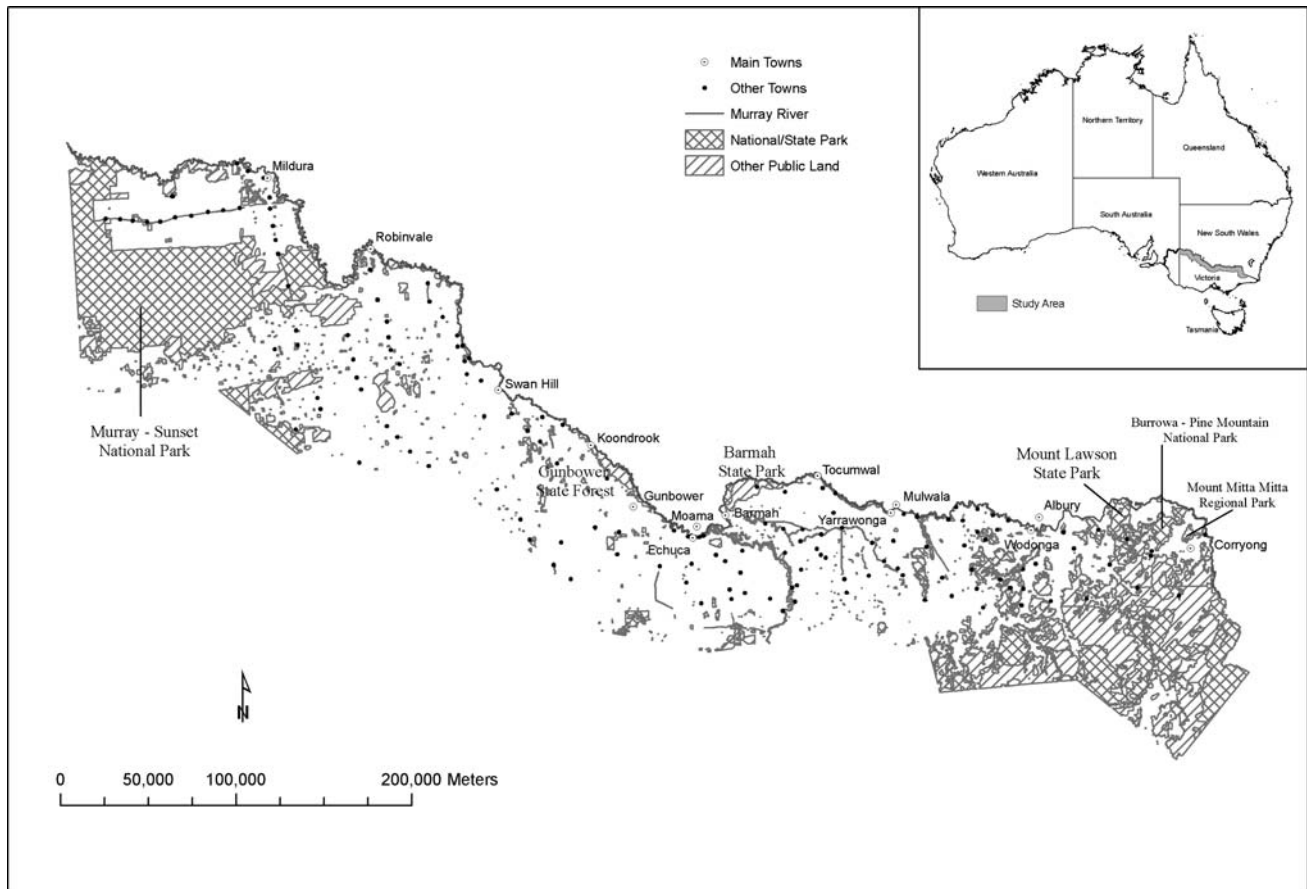 Main Towns
Other Towns
Murray River
National/State Park
Other Public Land
Northern Territory
Queensland
Western Australia
South Australia
New South Wales
Victoria
Study Area
Tasmania
Mildura
Robinvale
Swan Hill
Murray - Sunset
National Park
Koondrook
Gunbower
State Forest
Gunbower
Moama
Echuca
Barmah
State Park
Barmah
Tocumwal
Mulwala
Yarrawonga
Mount Lawson
State Park
Burrowa - Pine Mountain
National Park
Mount Mitta Mitta
Regional Park
Albury
Wodonga
Corryong
N
0 50,000 100,000 200,000 Meters